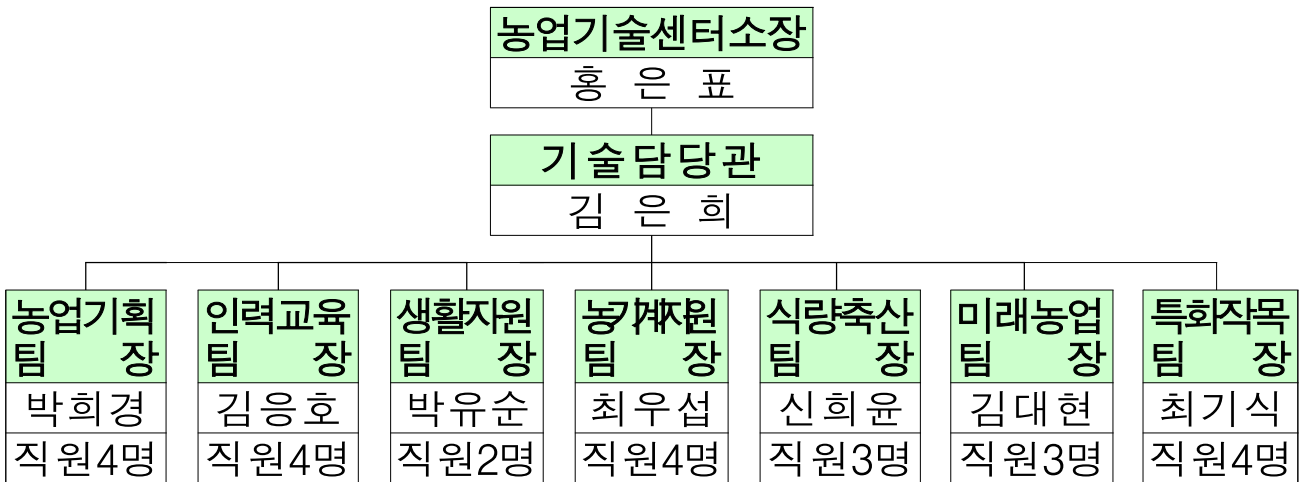 농업기술센터소장
홍 은 표
기술담당관
김 은 희
농업기획 인력교육 생활자원 농기계자원 식량축산 미래농업 특화작목
팀 장 팀 장 팀 장 팀 장 팀 장 팀 장 팀 장
박희경 김응호 박유순 최우섭 신희윤 김대현 최기식
직원4명 직원4명 직원2명 직원4명 직원3명 직원3명 직원4명